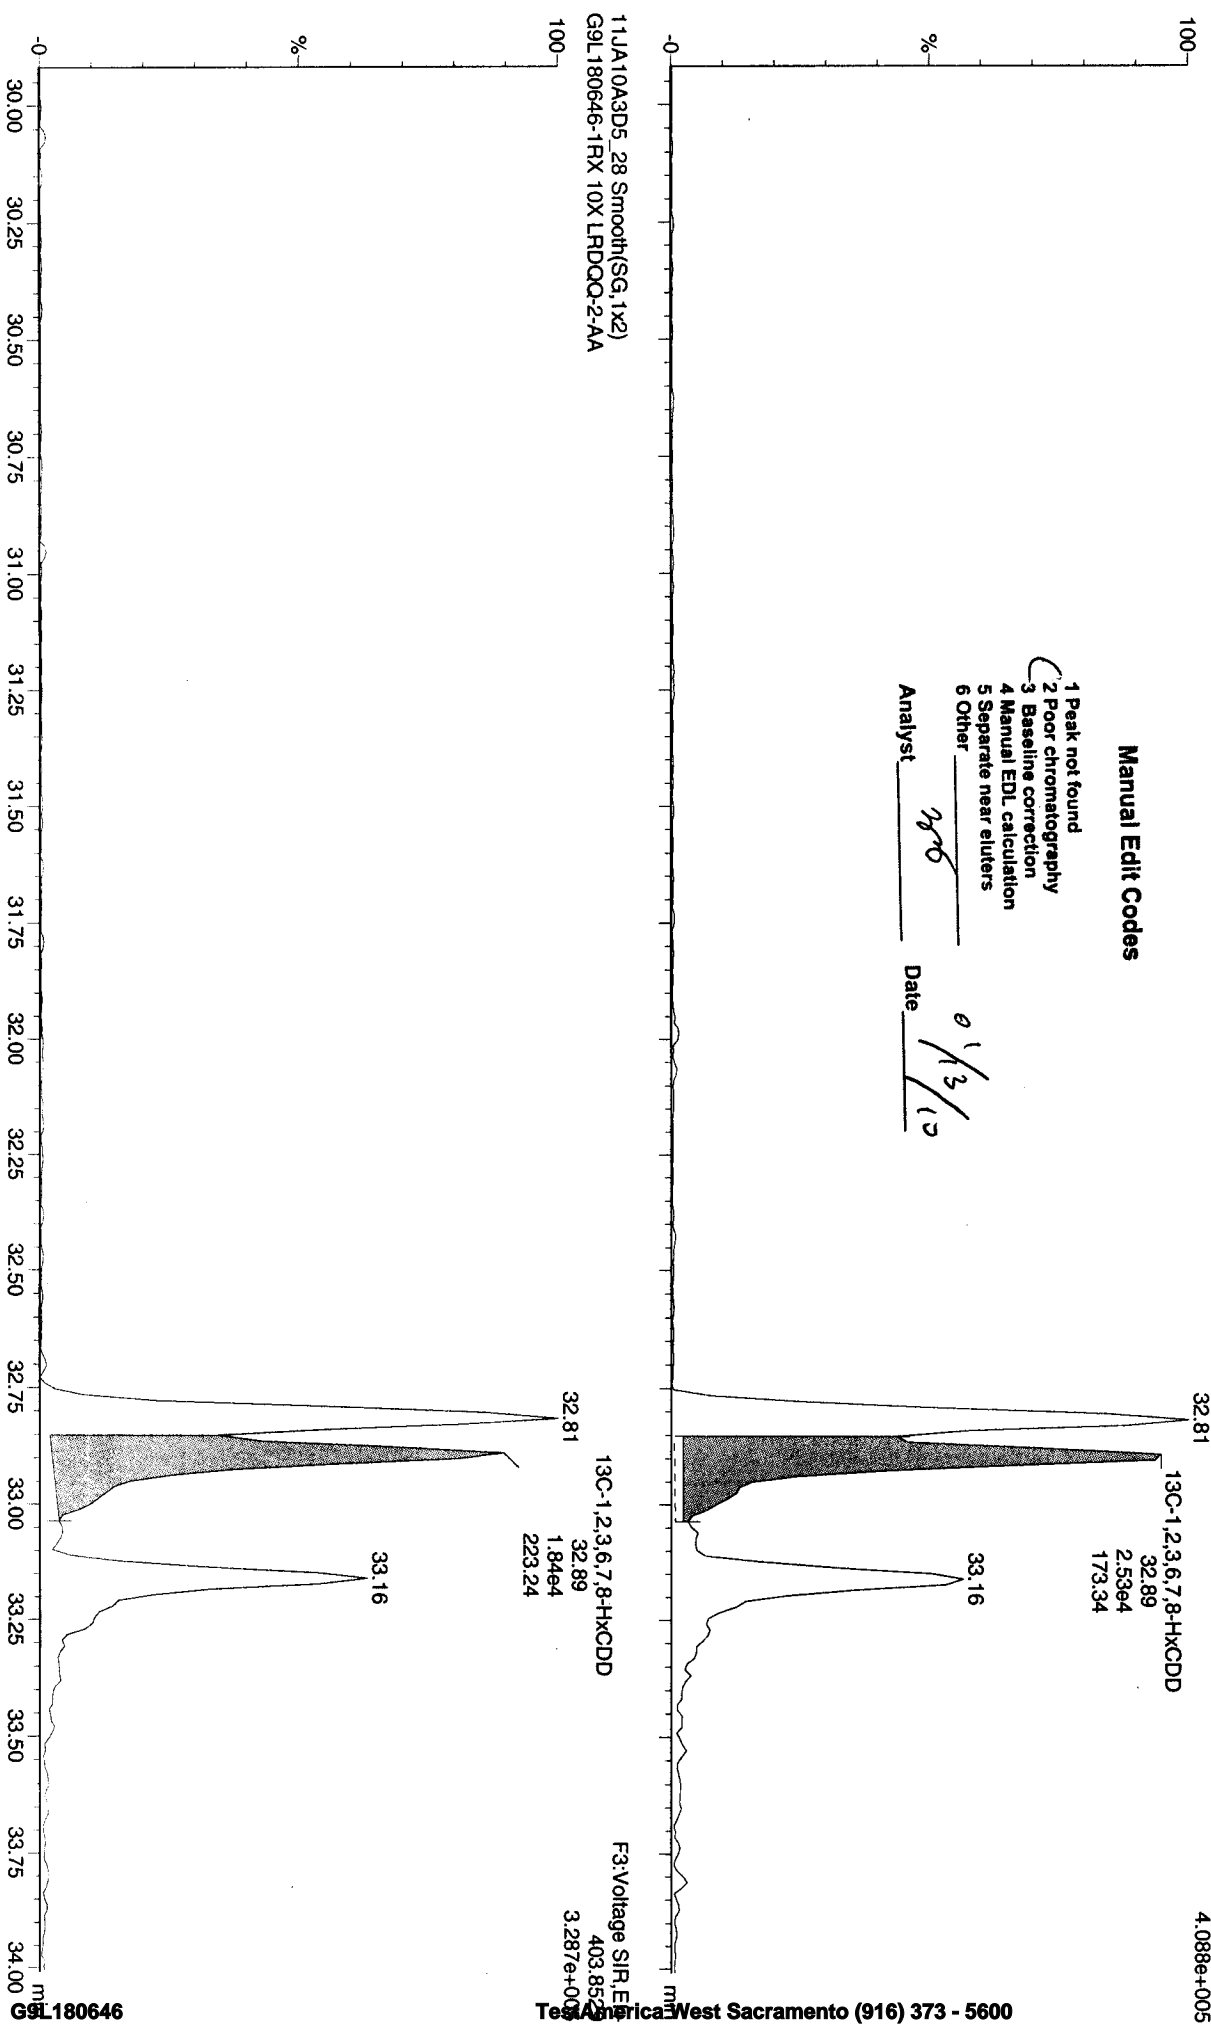 4.088e+005
100
%
-0
Manual Edit Codes
1 Peak not found
2 Poor chromatography
3 Baseline correction
4 Manual EDL calculation
5 Separate near eluters
6 Other
Analyst
Date 01/13/10
32.81
13C-1,2,3,6,7,8-HxCDD
32.89
2.53e4
173.34
33.16
11JA10A3D5_28 Smooth(SG,1x2)
G9L180646-1RX 10X LRDQQ-2-AA
F3:Voltage SIR,
403.852
3.287e+00
100
%
-0
32.81
13C-1,2,3,6,7,8-HxCDD
32.89
1.84e4
223.24
33.16
30.00 30.25 30.50 30.75 31.00 31.25 31.50 31.75 32.00 32.25 32.50 32.75 33.00 33.25 33.50 33.75 34.00
G9L180646
TestAmerica West Sacramento (916) 373 - 5600